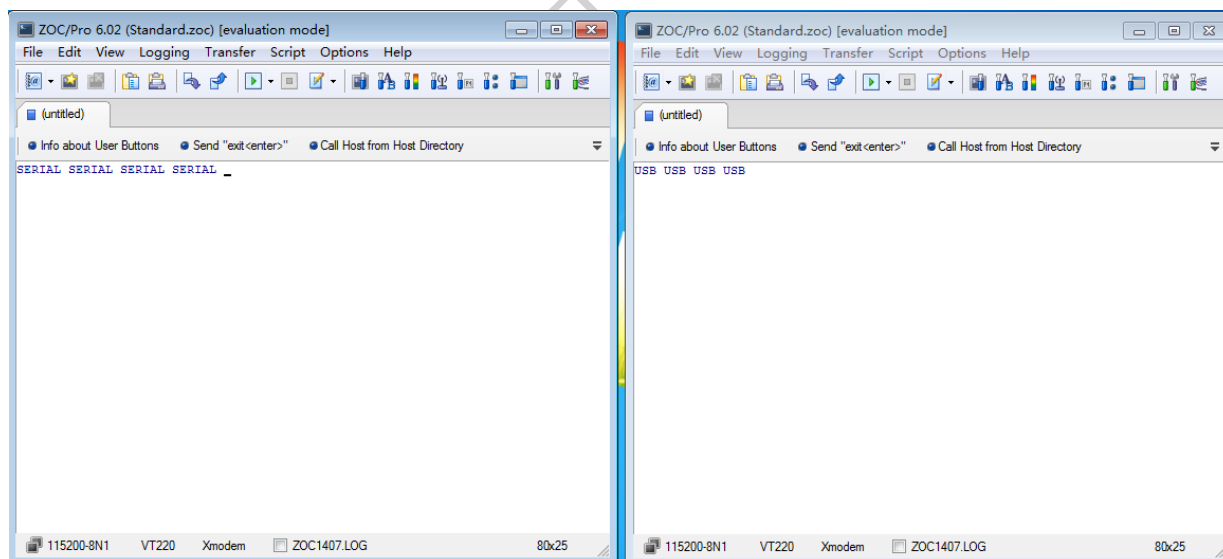 ZOC/Pro 6.02 (Standard.zoc) [evaluation mode]
File Edit View Logging Transfer Script Options Help
(untitled)
Info about User Buttons Send "exit<enter>" Call Host from Host Directory
SERIAL SERIAL SERIAL SERIAL _
115200-8N1 VT220 Xmodem ZOC1407.LOG 80x25
ZOC/Pro 6.02 (Standard.zoc) [evaluation mode]
File Edit View Logging Transfer Script Options Help
(untitled)
Info about User Buttons Send "exit<enter>" Call Host from Host Directory
USB USB USB USB
115200-8N1 VT220 Xmodem ZOC1407.LOG 80x25